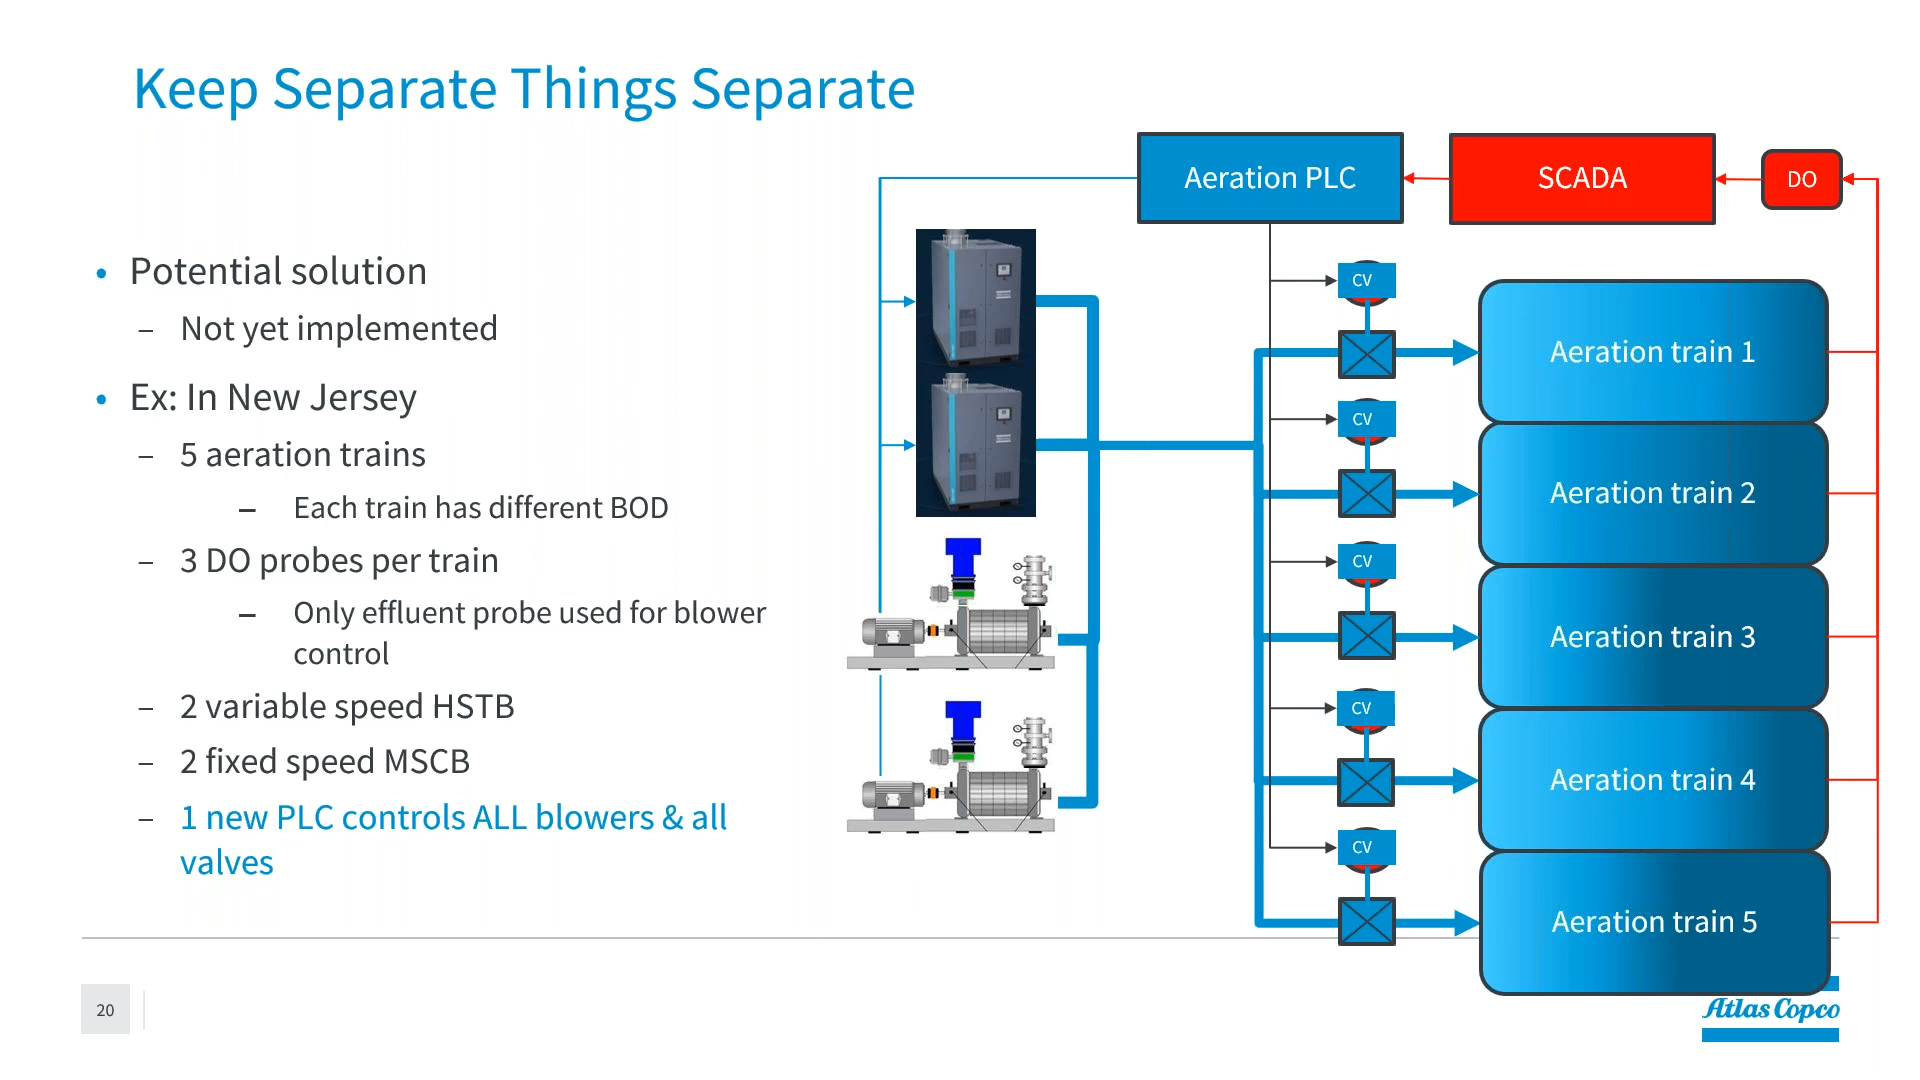 Keep Separate Things Separate
• Potential solution
– Not yet implemented
• Ex: In New Jersey
– 5 aeration trains
– Each train has different BOD
– 3 DO probes per train
– Only effluent probe used for blower
control
– 2 variable speed HSTB
– 2 fixed speed MSCB
– 1 new PLC controls ALL blowers & all
valves
Aeration PLC
SCADA
DO
CV
Aeration train 1
CV
Aeration train 2
CV
Aeration train 3
CV
Aeration train 4
CV
Aeration train 5
20
Atlas Copco